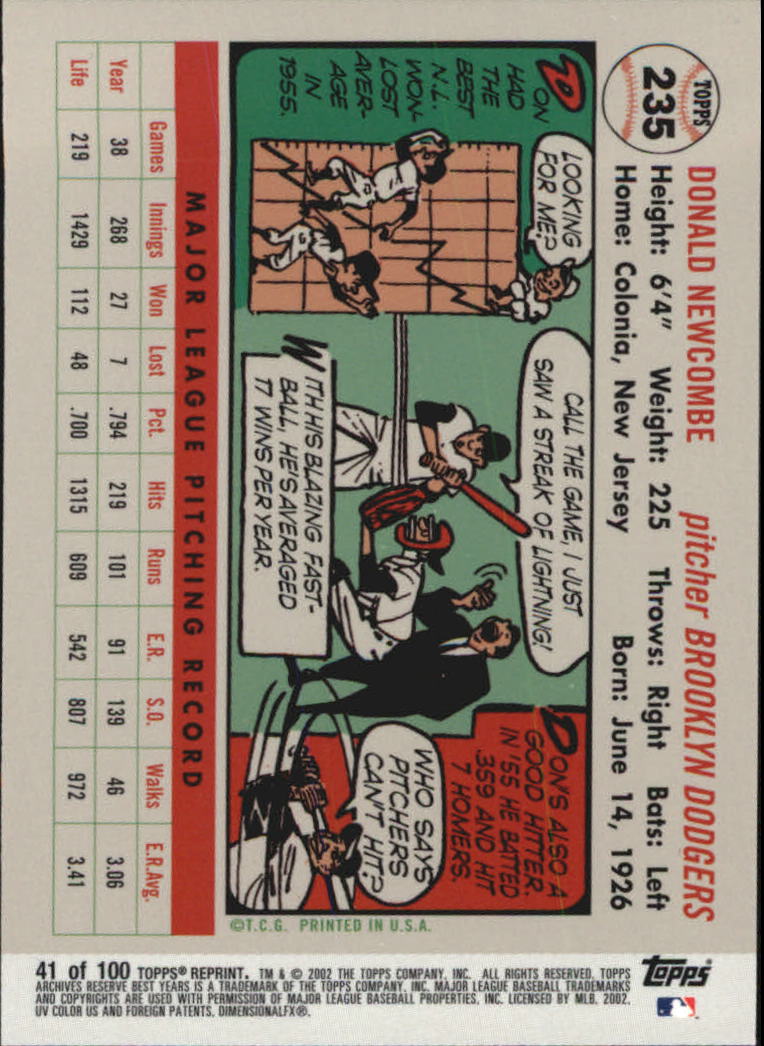 TOPPS
235
DONALD NEWCOMBE pitcher BROOKLYN DODGERS
Height: 6'4" Weight: 225 Throws: Right Bats: Left
Home: Colonia, New Jersey Born: June 14, 1926
DON
HAD
THE
BEST
N.L.
WON-
LOST
AVER-
AGE
IN
1955.
LOOKING
FOR ME?
CALL THE GAME, I JUST
SAW A STREAK OF LIGHTNING!
WITH HIS BLAZING FAST-
BALL, HE'S AVERAGED
17 WINS PER YEAR.
DON'S ALSO A
GOOD HITTER.
IN '55 HE BATTED
.359 AND HIT
7 HOMERS.
WHO SAYS
PITCHERS
CAN'T HIT?
©T.C.G. PRINTED IN U.S.A.
MAJOR LEAGUE PITCHING RECORD
Games Innings Won Lost Pct. Hits Runs E.R. S.O. Walks E.R.Avg.
Year 38 268 27 7 .794 219 101 91 139 46 3.06
Life 219 1429 112 48 .700 1315 609 542 807 972 3.41
41 of 100 TOPPS® REPRINT. TM & © 2002 THE TOPPS COMPANY, INC. ALL RIGHTS RESERVED. TOPPS
ARCHIVES RESERVE BEST YEARS IS A TRADEMARK OF THE TOPPS COMPANY, INC. MAJOR LEAGUE BASEBALL TRADEMARKS
AND COPYRIGHTS ARE USED WITH PERMISSION OF MAJOR LEAGUE BASEBALL PROPERTIES, INC. LICENSED BY MLB, 2002.
UV COLOR US AND FOREIGN PATENTS, DIMENSIONALFX®.
Topps®